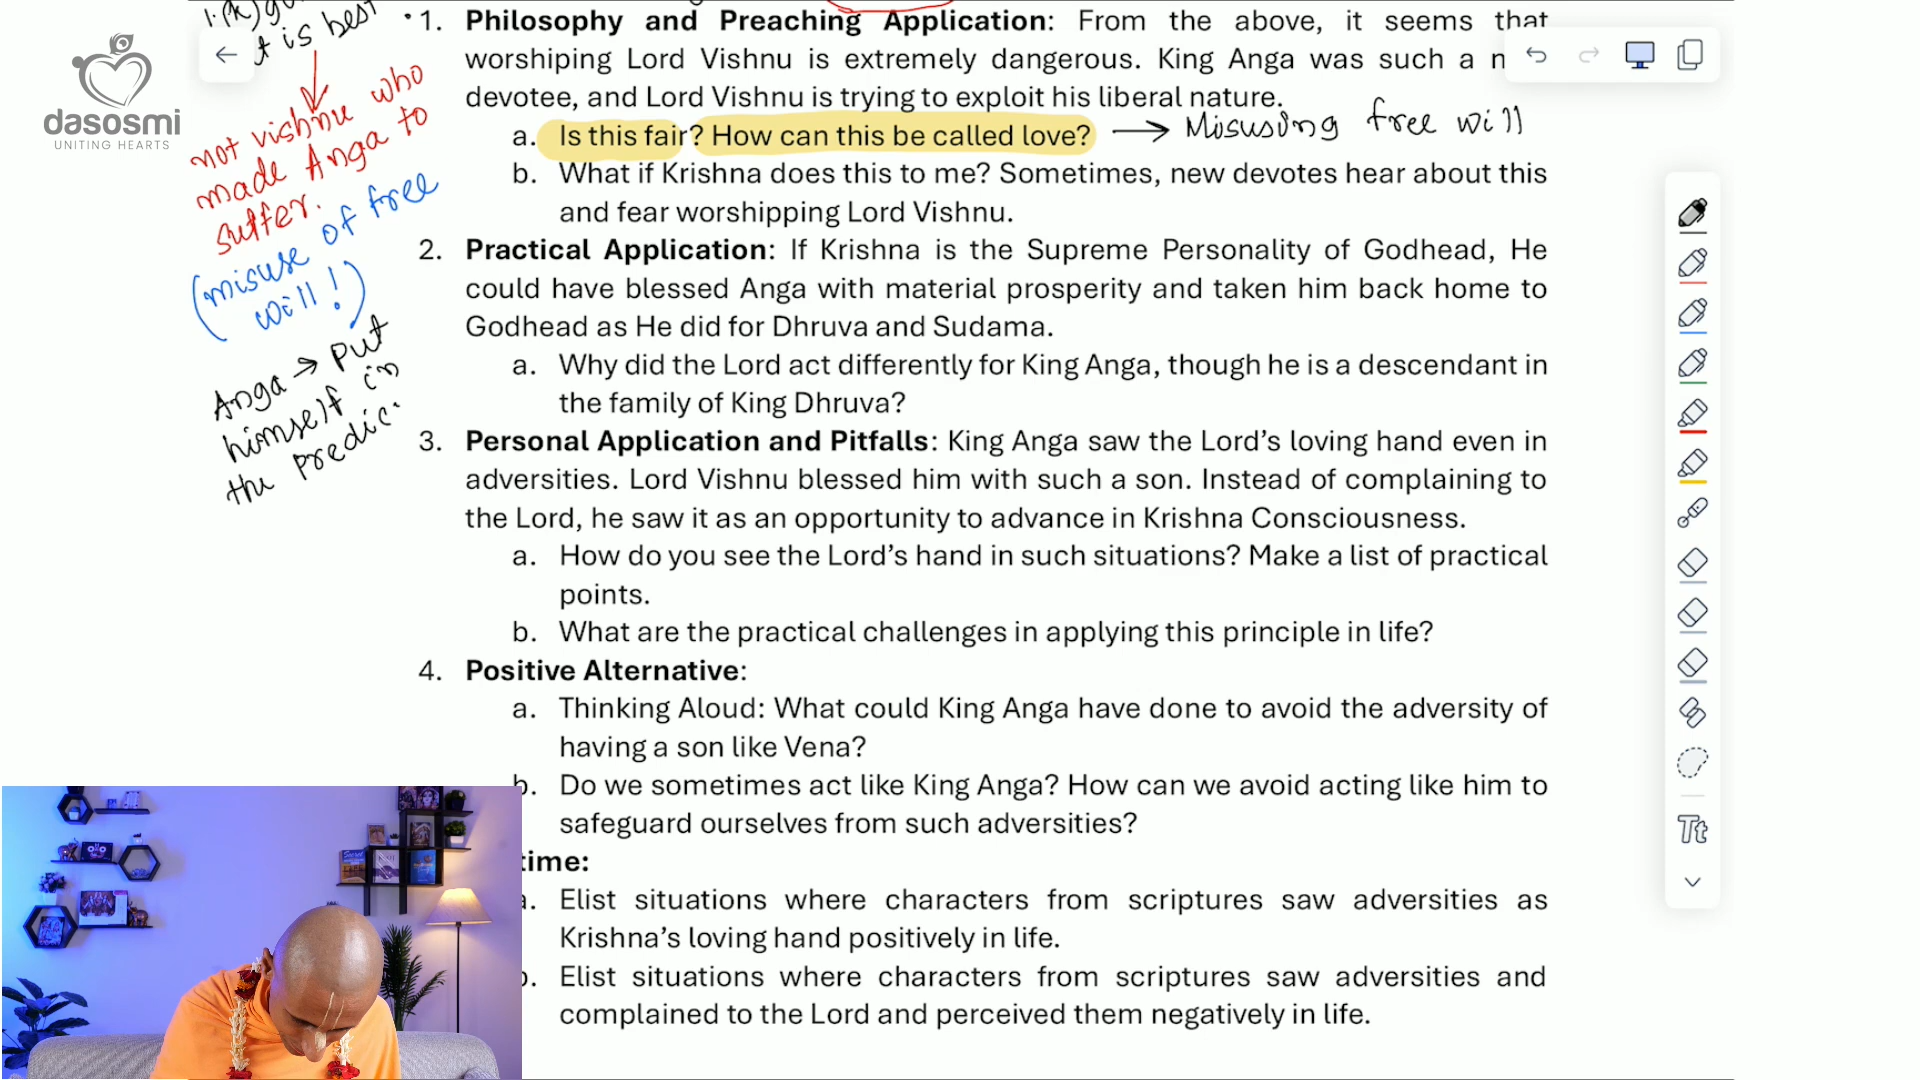 1. Philosophy and Preaching Application: From the above, it seems that
worshiping Lord Vishnu is extremely dangerous. King Anga was such a
devotee, and Lord Vishnu is trying to exploit his liberal nature.
a. Is this fair? How can this be called love? → Misusing free will
b. What if Krishna does this to me? Sometimes, new devotes hear about this
and fear worshipping Lord Vishnu.
2. Practical Application: If Krishna is the Supreme Personality of Godhead, He
could have blessed Anga with material prosperity and taken him back home to
Godhead as He did for Dhruva and Sudama.
a. Why did the Lord act differently for King Anga, though he is a descendant in
the family of King Dhruva?
3. Personal Application and Pitfalls: King Anga saw the Lord’s loving hand even in
adversities. Lord Vishnu blessed him with such a son. Instead of complaining to
the Lord, he saw it as an opportunity to advance in Krishna Consciousness.
a. How do you see the Lord’s hand in such situations? Make a list of practical
points.
b. What are the practical challenges in applying this principle in life?
4. Positive Alternative:
a. Thinking Aloud: What could King Anga have done to avoid the adversity of
having a son like Vena?
b. Do we sometimes act like King Anga? How can we avoid acting like him to
safeguard ourselves from such adversities?
time:
a. Elist situations where characters from scriptures saw adversities as
Krishna’s loving hand positively in life.
b. Elist situations where characters from scriptures saw adversities and
complained to the Lord and perceived them negatively in life.
is best
not vishnu who
made Anga to
suffer.
(misuse of free
will!)
Anga → Put
himself in
the predic.
dasosmi
UNITING HEARTS
Tt